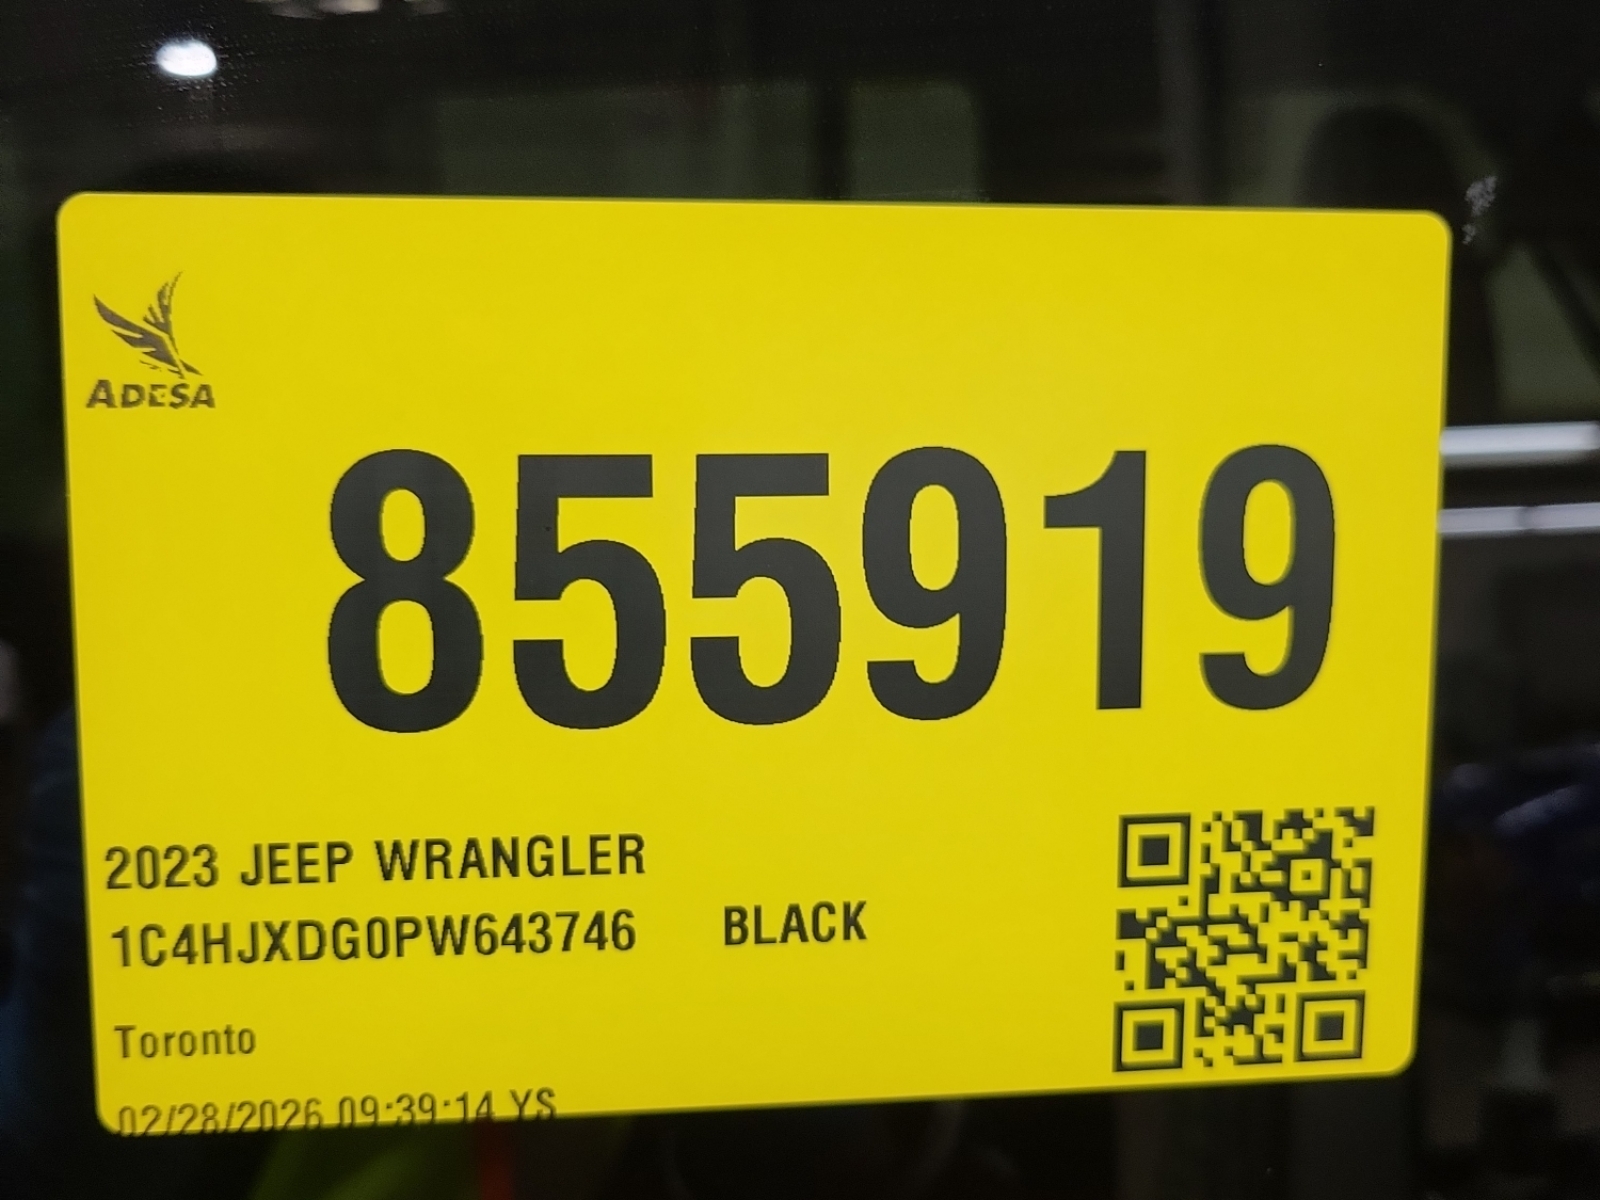 ADESA
855919
2023 JEEP WRANGLER
1C4HJXDG0PW643746 BLACK
Toronto
02/28/2026 09:39:14 YS